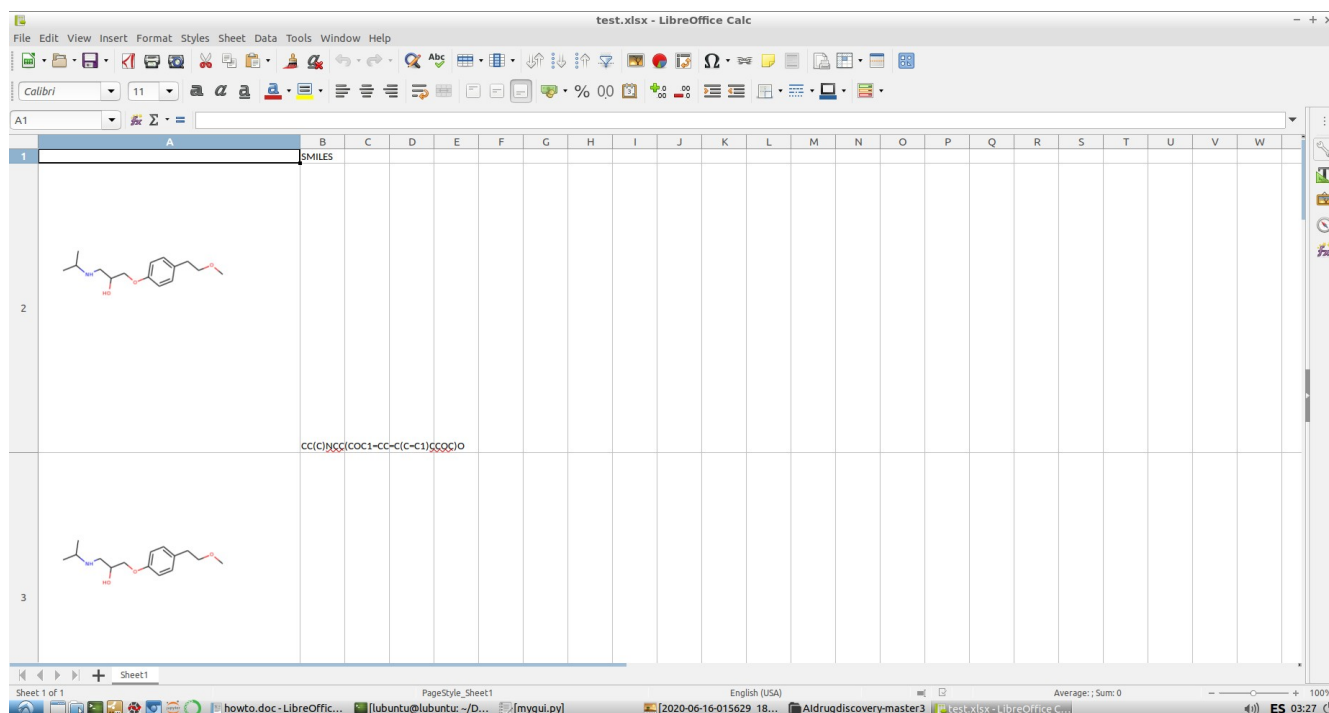 test.xlsx - LibreOffice Calc
File Edit View Insert Format Styles Sheet Data Tools Window Help
Calibri 11 % 0.0
A1
A B C D E F G H I J K L M N O P Q R S T U V W
1 SMILES
NH
HO
O
O
2
CC(C)NCC(COC1=CC=C(C=C1)CCOC)O
NH
HO
O
O
3
Sheet1
Sheet 1 of 1 PageStyle_Sheet1 English (USA) Average: ; Sum: 0 100%
howto.doc - LibreOffic... [lubuntu@lubuntu: ~/D... [mygui.py] [2020-06-16-015629_18... AIdrugdiscovery-master3 test.xlsx - LibreOffice C... ES 03:27